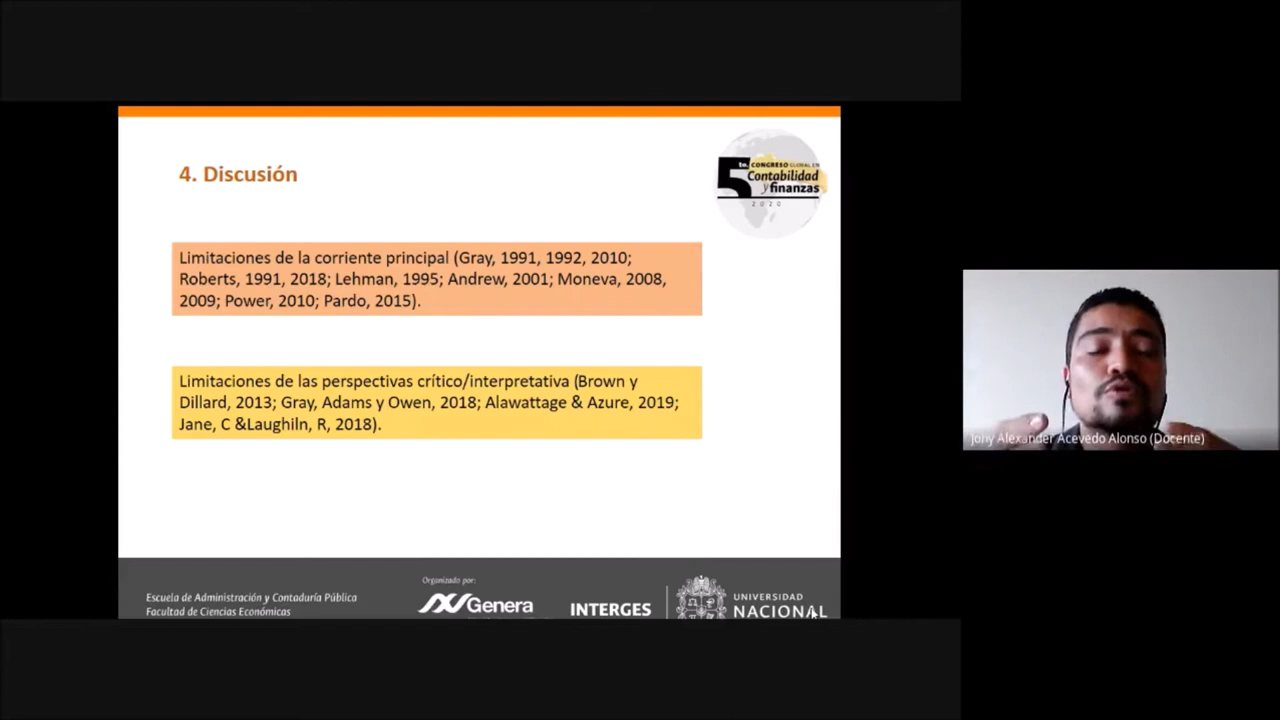 4. Discusión
5to. CONGRESO GLOBAL EN
Contabilidad
y finanzas
2020
Limitaciones de la corriente principal (Gray, 1991, 1992, 2010;
Roberts, 1991, 2018; Lehman, 1995; Andrew, 2001; Moneva, 2008,
2009; Power, 2010; Pardo, 2015).
Limitaciones de las perspectivas crítico/interpretativa (Brown y
Dillard, 2013; Gray, Adams y Owen, 2018; Alawattage & Azure, 2019;
Jane, C &Laughiln, R, 2018).
Jony Alexander Acevedo Alonso (Docente)
Organizado por:
Escuela de Administración y Contaduría Pública
Facultad de Ciencias Económicas
Genera
INTERGES
UNIVERSIDAD
NACIONAL